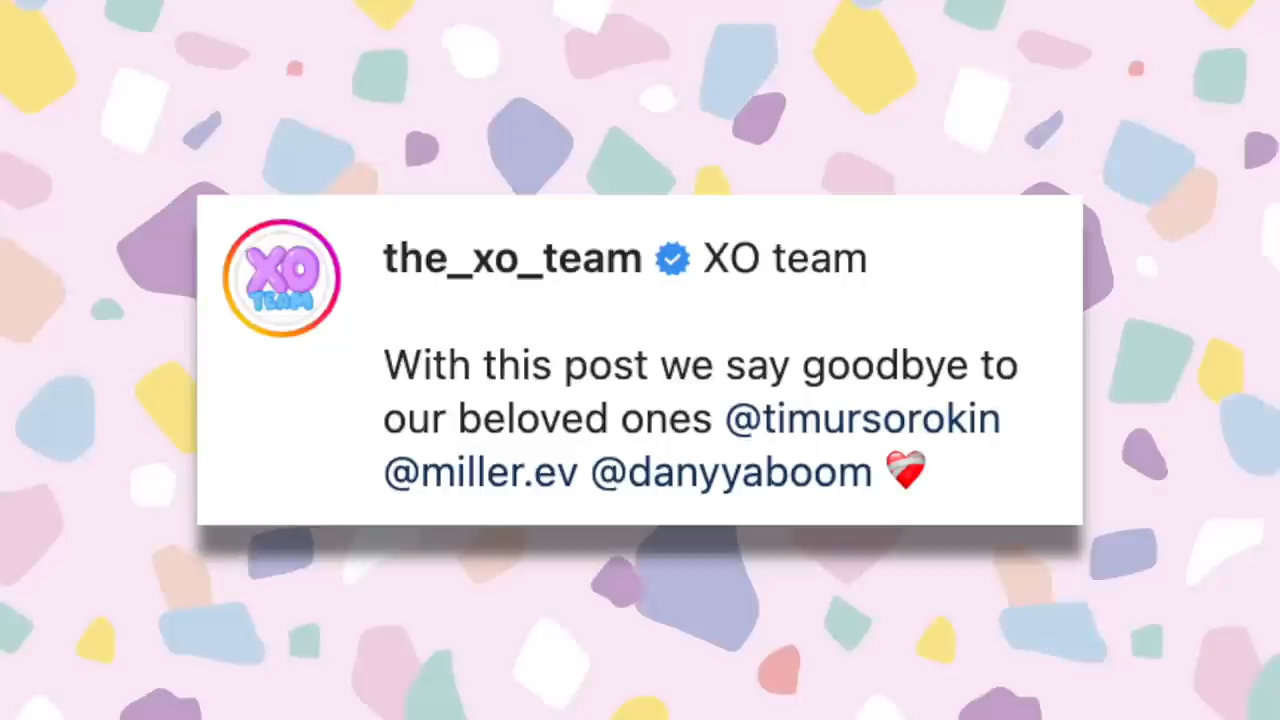 XO
TEAM
the_xo_team XO team
With this post we say goodbye to
our beloved ones @timursorokin
@miller.ev @danyyaboom ❤️‍🩹